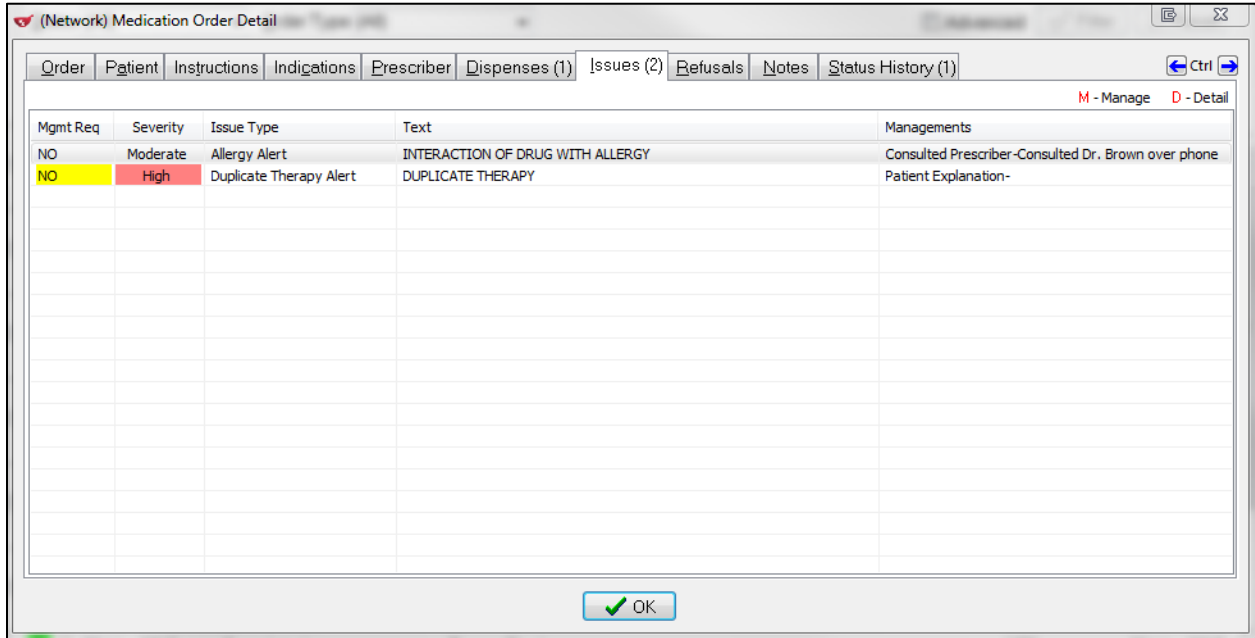 (Network) Medication Order Detail
Order Patient Instructions Indications Prescriber Dispenses (1) Issues (2) Refusals Notes Status History (1) Ctrl
M - Manage D - Detail
Mgmt Req Severity Issue Type Text Managements
NO Moderate Allergy Alert INTERACTION OF DRUG WITH ALLERGY Consulted Prescriber-Consulted Dr. Brown over phone
NO High Duplicate Therapy Alert DUPLICATE THERAPY Patient Explanation-
OK